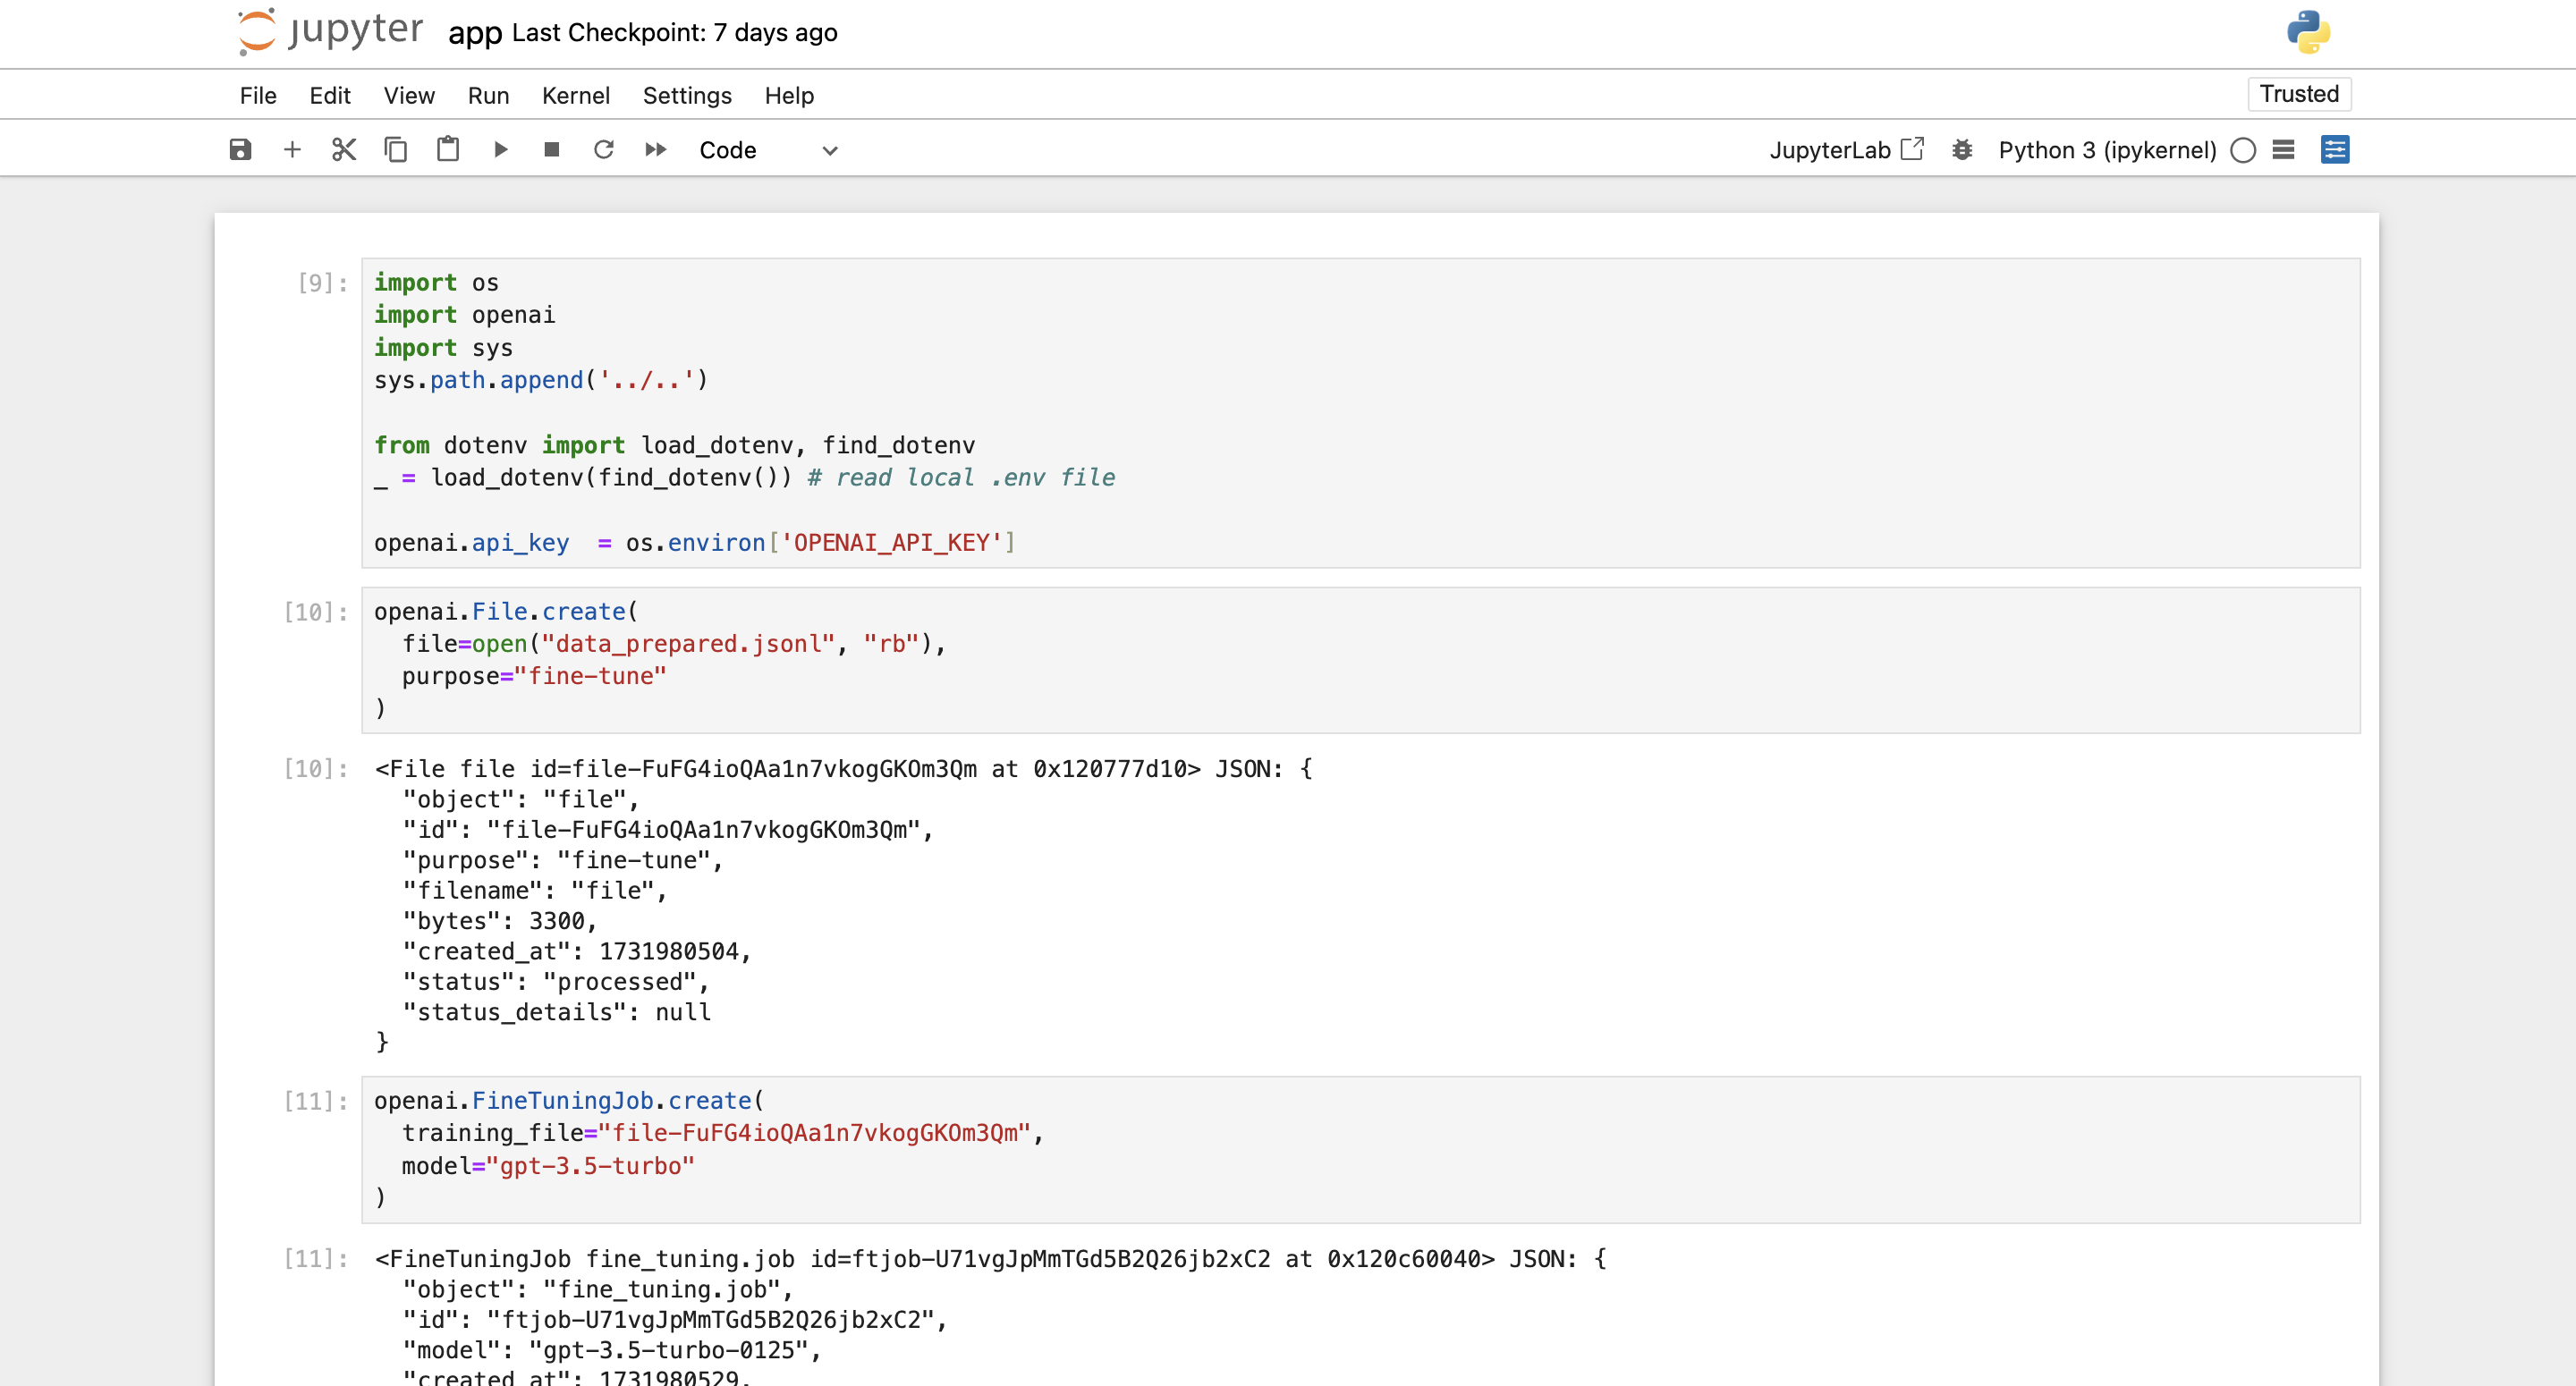 jupyter app Last Checkpoint: 7 days ago
File Edit View Run Kernel Settings Help Trusted
Code JupyterLab Python 3 (ipykernel)
[9]: import os
import openai
import sys
sys.path.append('../..')
from dotenv import load_dotenv, find_dotenv
_ = load_dotenv(find_dotenv()) # read local .env file
openai.api_key  = os.environ['OPENAI_API_KEY']
[10]: openai.File.create(
  file=open("data_prepared.jsonl", "rb"),
  purpose="fine-tune"
)
[10]: <File file id=file-FuFG4ioQAa1n7vkogGKOm3Qm at 0x120777d10> JSON: {
  "object": "file",
  "id": "file-FuFG4ioQAa1n7vkogGKOm3Qm",
  "purpose": "fine-tune",
  "filename": "file",
  "bytes": 3300,
  "created_at": 1731980504,
  "status": "processed",
  "status_details": null
}
[11]: openai.FineTuningJob.create(
  training_file="file-FuFG4ioQAa1n7vkogGKOm3Qm",
  model="gpt-3.5-turbo"
)
[11]: <FineTuningJob fine_tuning.job id=ftjob-U71vgJpMmTGd5B2Q26jb2xC2 at 0x120c60040> JSON: {
  "object": "fine_tuning.job",
  "id": "ftjob-U71vgJpMmTGd5B2Q26jb2xC2",
  "model": "gpt-3.5-turbo-0125",
  "created_at": 1731980529,